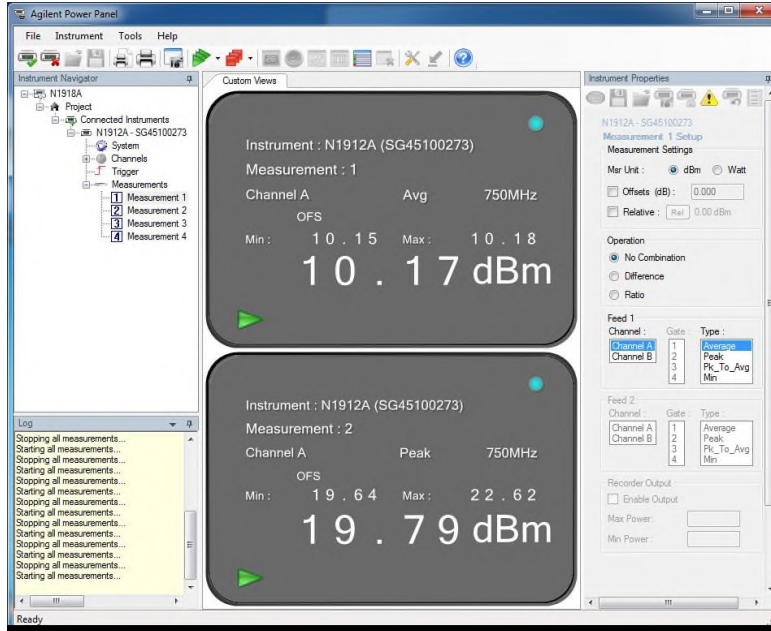 Agilent Power Panel
File Instrument Tools Help
Instrument Navigator
N1918A
Project
Connected Instruments
N1912A - SG45100273
System
Channels
Trigger
Measurements
1 Measurement 1
2 Measurement 2
3 Measurement 3
4 Measurement 4
Log
Stopping all measurements...
Starting all measurements...
Stopping all measurements...
Starting all measurements...
Stopping all measurements...
Starting all measurements...
Stopping all measurements...
Starting all measurements...
Stopping all measurements...
Starting all measurements...
Stopping all measurements...
Starting all measurements...
Stopping all measurements...
Starting all measurements...
Custom Views
Instrument : N1912A (SG45100273)
Measurement : 1
Channel A Avg 750MHz
OFS
Min : 10.15 Max : 10.18
10.17 dBm
Instrument : N1912A (SG45100273)
Measurement : 2
Channel A Peak 750MHz
OFS
Min : 19.64 Max : 22.62
19.79 dBm
Instrument Properties
N1912A - SG45100273
Measurement 1 Setup
Measurement Settings
Msr Unit : dBm Watt
Offsets (dB) : 0.000
Relative : Rel 0.00 dBm
Operation
No Combination
Difference
Ratio
Feed 1
Channel : Gate : Type :
Channel A 1 Average
Channel B 2 Peak
3 Pk_To_Avg
4 Min
Feed 2
Channel : Gate : Type :
Channel A 1 Average
Channel B 2 Peak
3 Pk_To_Avg
4 Min
Recorder Output
Enable Output
Max Power:
Min Power :
Ready